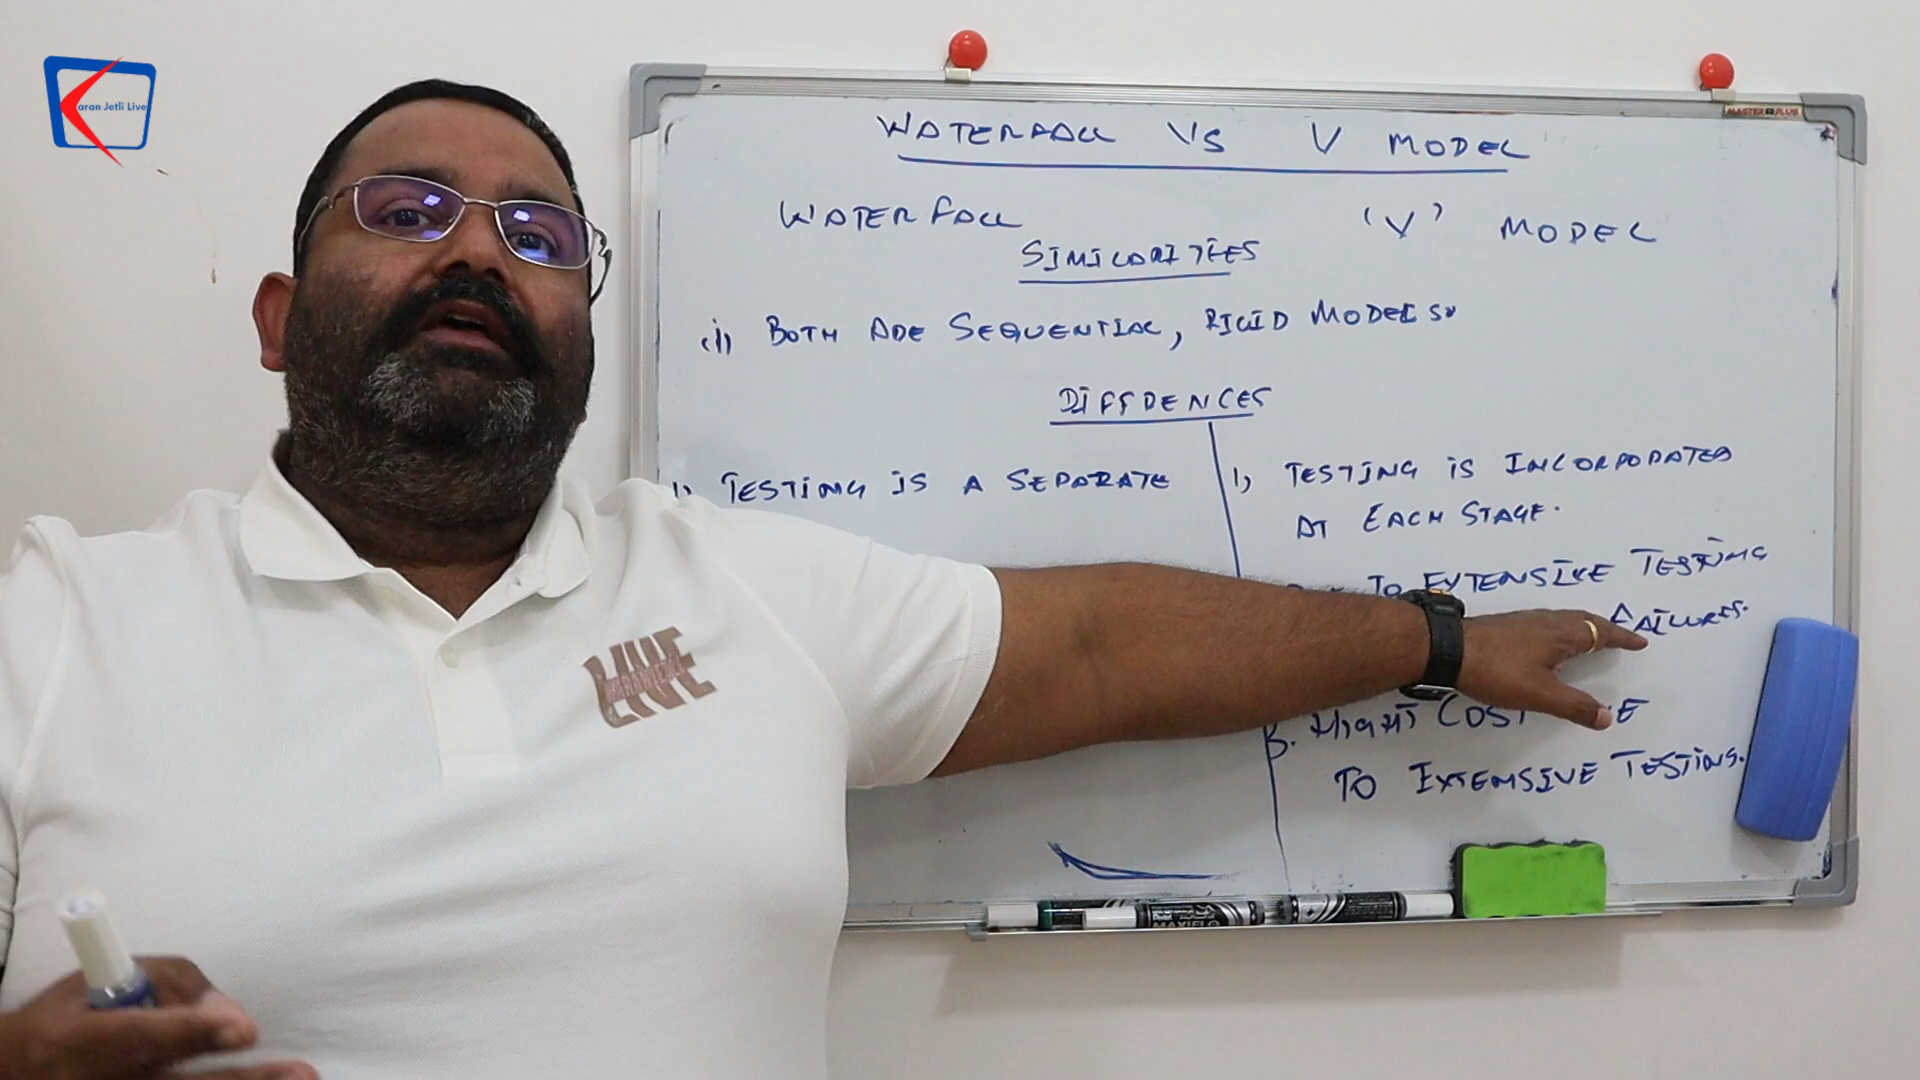 Karan Jetli Live
MASTER PLUS
WATERFALL VS V MODEL
WATERFALL
'V' MODEL
SIMILARITIES
(1) BOTH ARE SEQUENTIAL, RIGID MODELS.
DIFFRENCES
1) TESTING IS A SEPARATE
1) TESTING IS INCORPORATED
AT EACH STAGE.
TO EXTENSIVE TESTING
FAILURES.
3. HIGH COST
TO EXTENSIVE TESTING.
LIVE
MAXIFLO